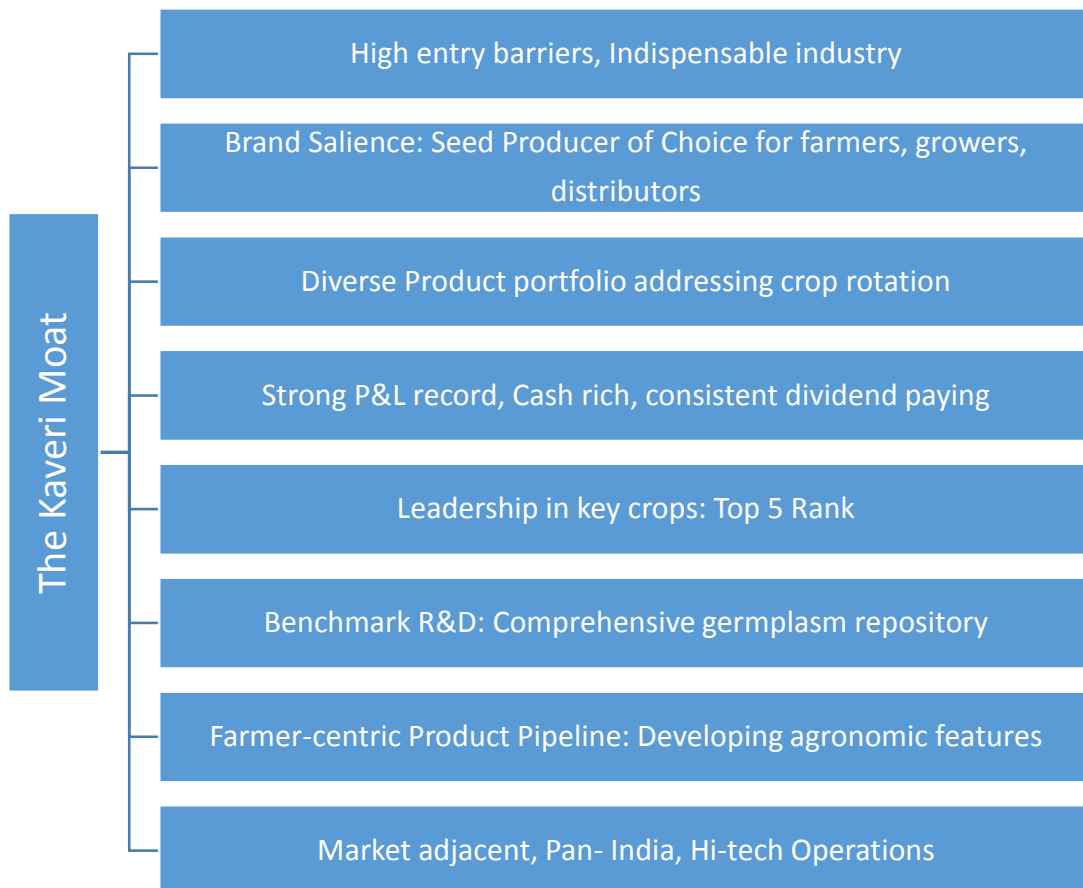 The Kaveri Moat
High entry barriers, Indispensable industry
Brand Salience: Seed Producer of Choice for farmers, growers,
distributors
Diverse Product portfolio addressing crop rotation
Strong P&L record, Cash rich, consistent dividend paying
Leadership in key crops: Top 5 Rank
Benchmark R&D: Comprehensive germplasm repository
Farmer-centric Product Pipeline: Developing agronomic features
Market adjacent, Pan- India, Hi-tech Operations